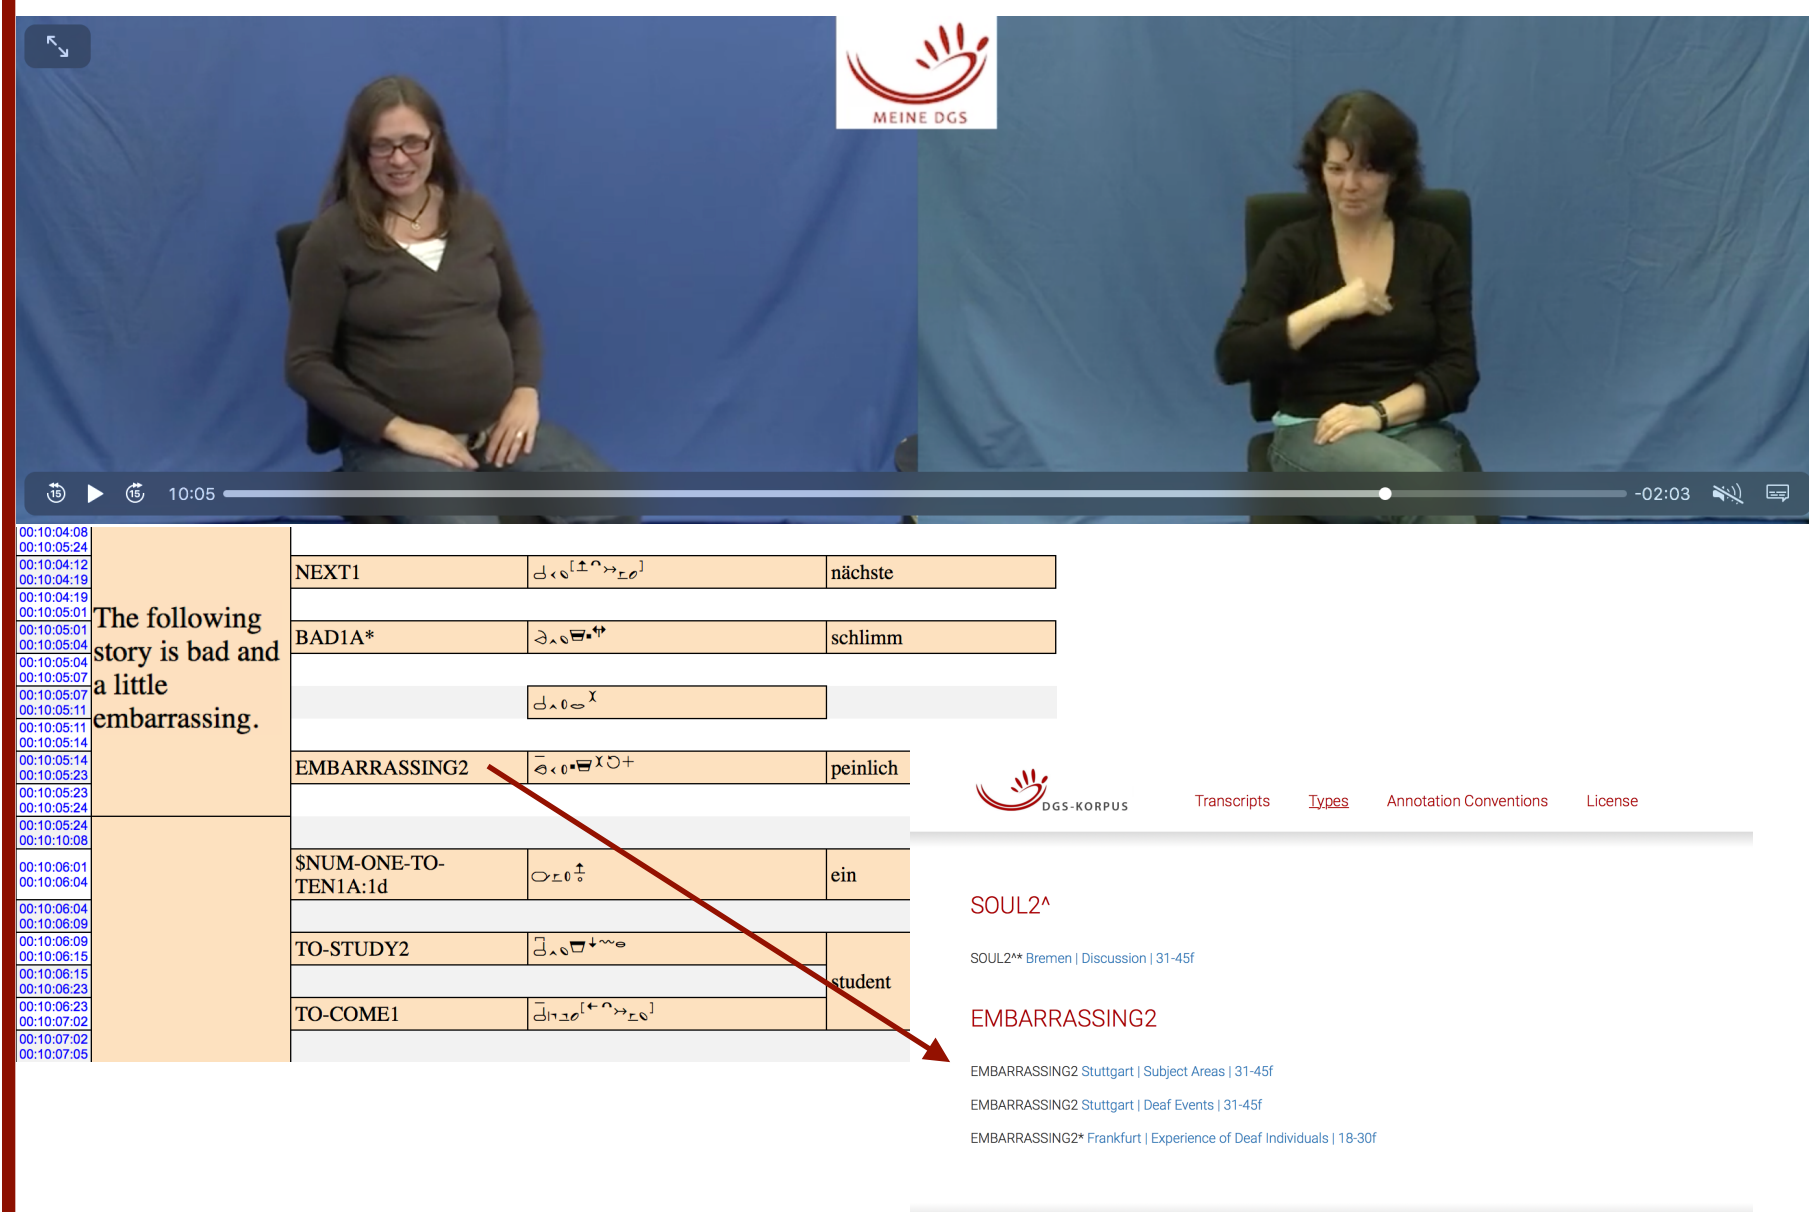 MEINE DGS
15
15
10:05
-02:03
00:10:04:08
00:10:05:24
00:10:04:12
00:10:04:19
NEXT1
nächste
00:10:04:19
00:10:05:01
The following
story is bad and
a little
embarrassing.
00:10:05:01
00:10:05:04
BAD1A*
schlimm
00:10:05:04
00:10:05:07
00:10:05:07
00:10:05:11
00:10:05:11
00:10:05:14
00:10:05:14
00:10:05:23
EMBARRASSING2
peinlich
00:10:05:23
00:10:05:24
00:10:05:24
00:10:10:08
00:10:06:01
00:10:06:04
$NUM-ONE-TO-
TEN1A:1d
ein
00:10:06:04
00:10:06:09
00:10:06:09
00:10:06:15
TO-STUDY2
student
00:10:06:15
00:10:06:23
00:10:06:23
00:10:07:02
TO-COME1
00:10:07:02
00:10:07:05
DGS-KORPUS
Transcripts Types Annotation Conventions License
SOUL2^
SOUL2^* Bremen | Discussion | 31-45f
EMBARRASSING2
EMBARRASSING2 Stuttgart | Subject Areas | 31-45f
EMBARRASSING2 Stuttgart | Deaf Events | 31-45f
EMBARRASSING2* Frankfurt | Experience of Deaf Individuals | 18-30f